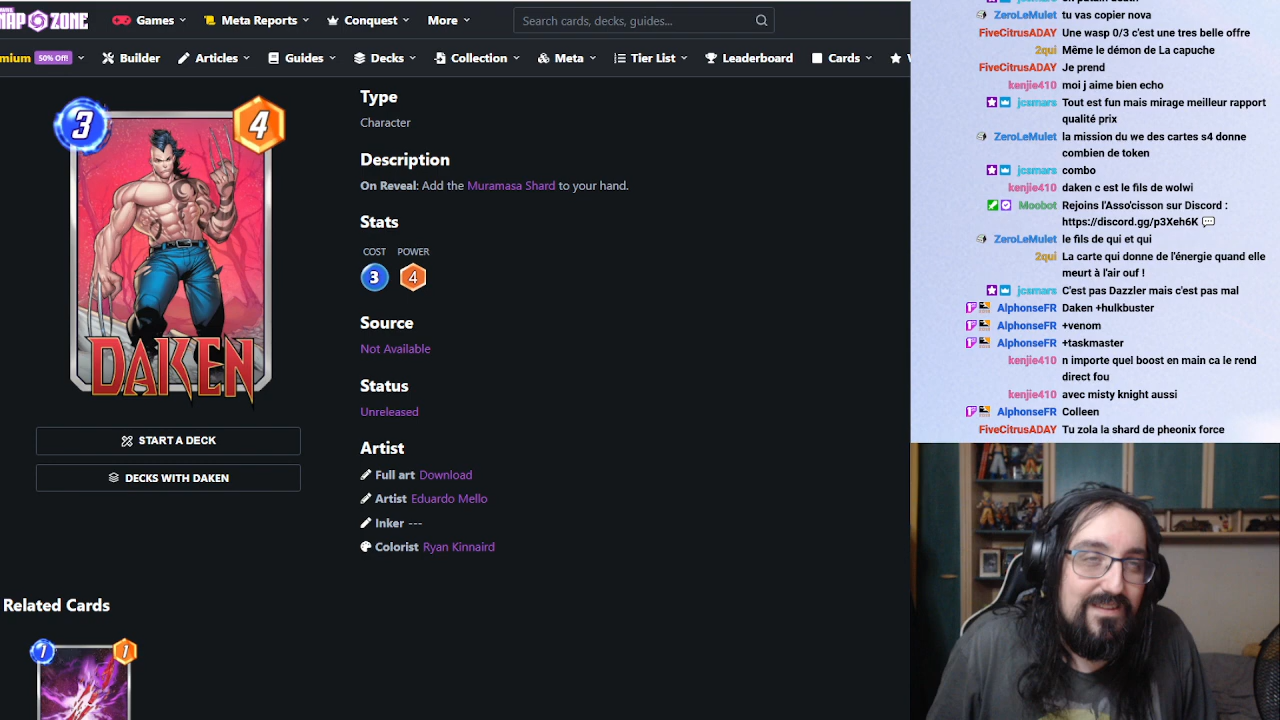 SNAP ZONE
Games
Meta Reports
Conquest
More
Search cards, decks, guides...
50% Off!
Builder
Articles
Guides
Decks
Collection
Meta
Tier List
Leaderboard
Cards
3
4
DAKEN
START A DECK
DECKS WITH DAKEN
Type
Character
Description
On Reveal: Add the Muramasa Shard to your hand.
Stats
COST POWER
3 4
Source
Not Available
Status
Unreleased
Artist
Full art Download
Artist Eduardo Mello
Inker ---
Colorist Ryan Kinnaird
Related Cards
1 1
ZeroLeMulet tu vas copier nova
FiveCitrusADAY Une wasp 0/3 c'est une tres belle offre
2qui Même le démon de La capuche
FiveCitrusADAY Je prend
kenjie410 moi j aime bien echo
jcsmars Tout est fun mais mirage meilleur rapport
qualité prix
ZeroLeMulet la mission du we des cartes s4 donne
combien de token
jcsmars combo
kenjie410 daken c est le fils de wolwi
Moobot Rejoins l'Asso'cisson sur Discord :
https://discord.gg/p3Xeh6K
ZeroLeMulet le fils de qui et qui
2qui La carte qui donne de l'énergie quand elle
meurt à l'air ouf !
jcsmars C'est pas Dazzler mais c'est pas mal
AlphonseFR Daken +hulkbuster
AlphonseFR +venom
AlphonseFR +taskmaster
kenjie410 n importe quel boost en main ca le rend
direct fou
kenjie410 avec misty knight aussi
AlphonseFR Colleen
FiveCitrusADAY Tu zola la shard de pheonix force